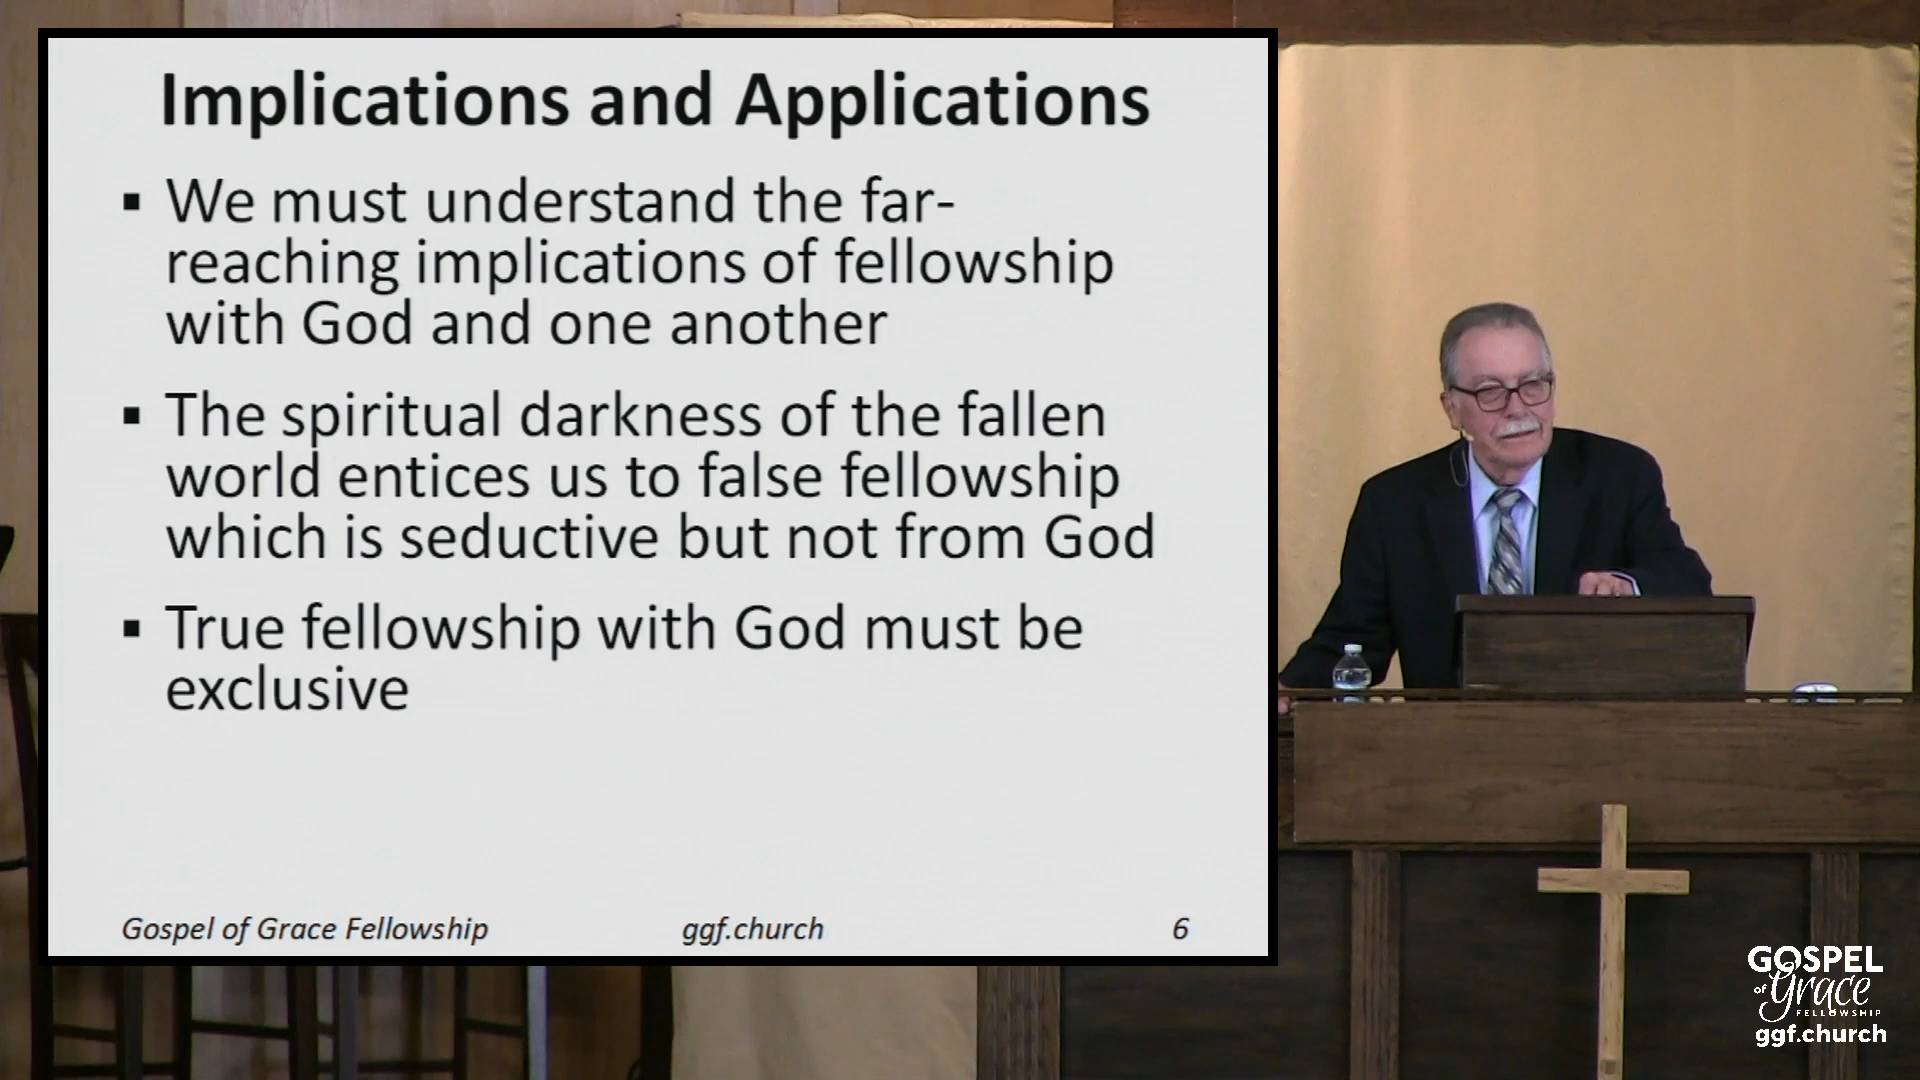 Implications and Applications
▪ We must understand the far-
reaching implications of fellowship
with God and one another
▪ The spiritual darkness of the fallen
world entices us to false fellowship
which is seductive but not from God
▪ True fellowship with God must be
exclusive
Gospel of Grace Fellowship ggf.church 6
GOSPEL
of Grace
FELLOWSHIP
ggf.church